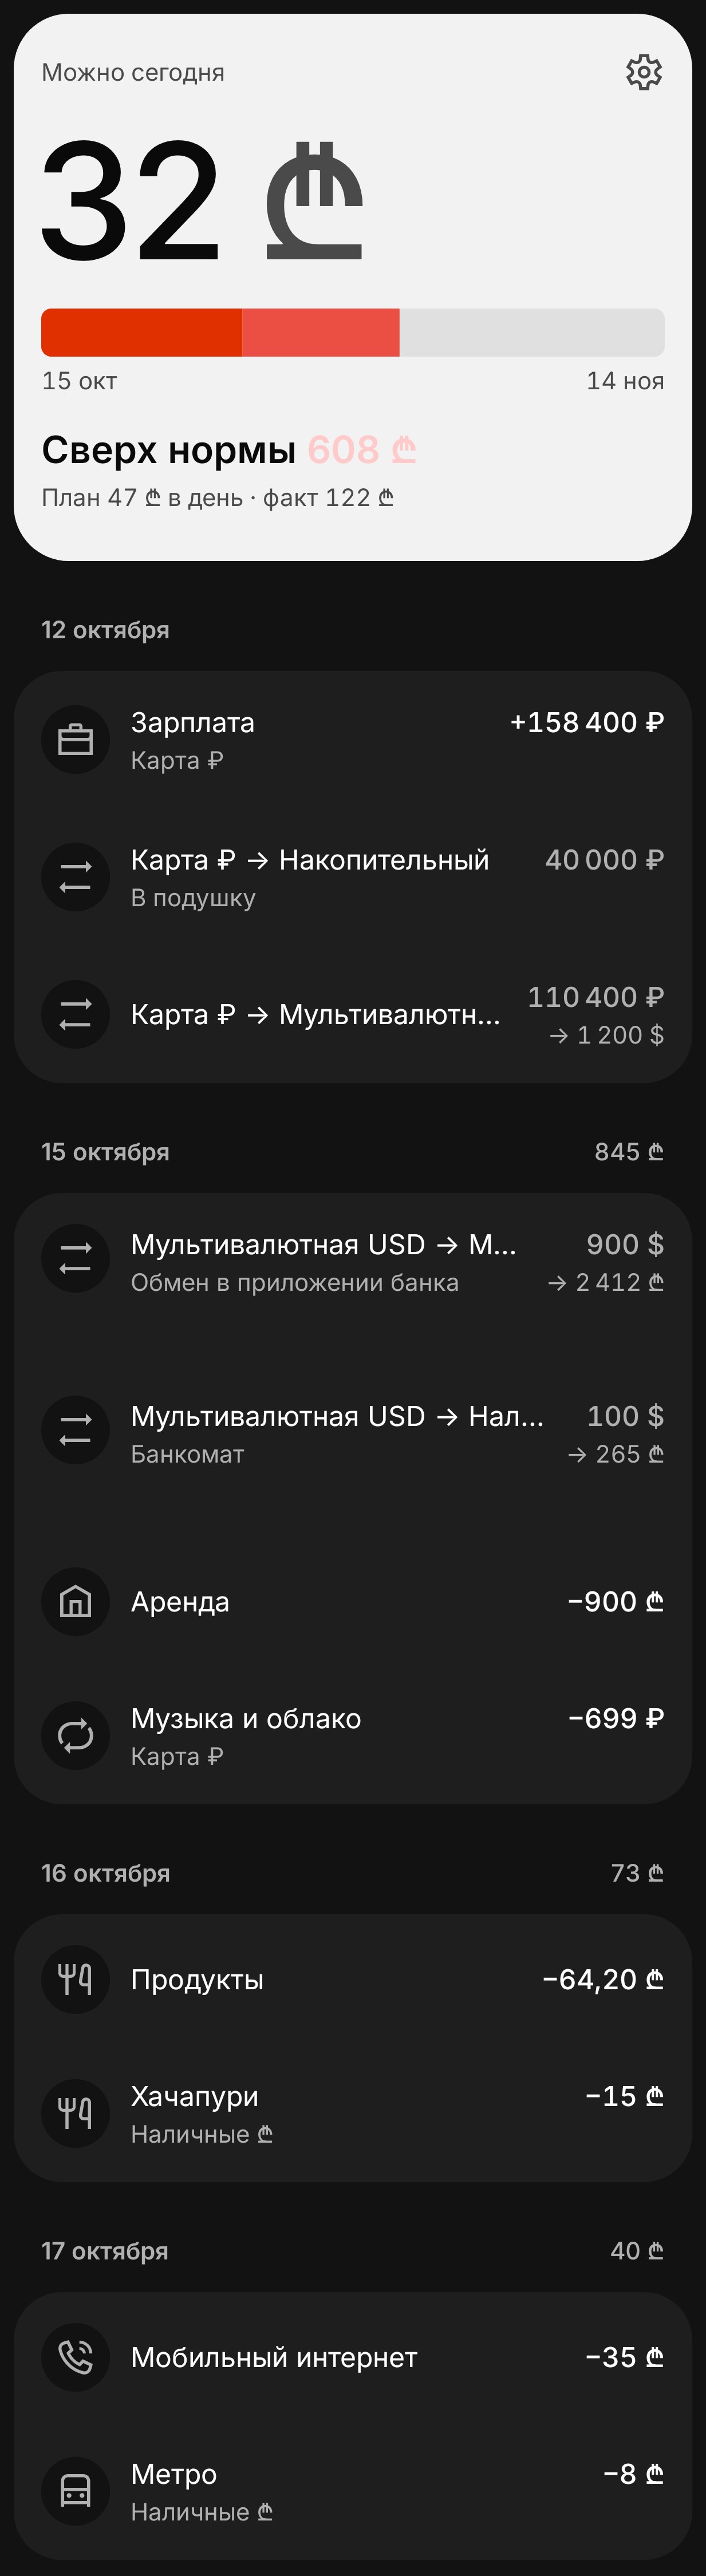 Можно сегодня
32 ₾
15 окт
14 ноя
Сверх нормы 608 ₾
План 47 ₾ в день · факт 122 ₾
12 октября
Зарплата
+158 400 ₽
Карта ₽
Карта ₽ → Накопительный
40 000 ₽
В подушку
Карта ₽ → Мультивалютн...
110 400 ₽
→ 1 200 $
15 октября
845 ₾
Мультивалютная USD → М...
900 $
Обмен в приложении банка
→ 2 412 ₾
Мультивалютная USD → Нал...
100 $
Банкомат
→ 265 ₾
Аренда
−900 ₾
Музыка и облако
−699 ₽
Карта ₽
16 октября
73 ₾
Продукты
−64,20 ₾
Хачапури
−15 ₾
Наличные ₾
17 октября
40 ₾
Мобильный интернет
−35 ₾
Метро
−8 ₾
Наличные ₾